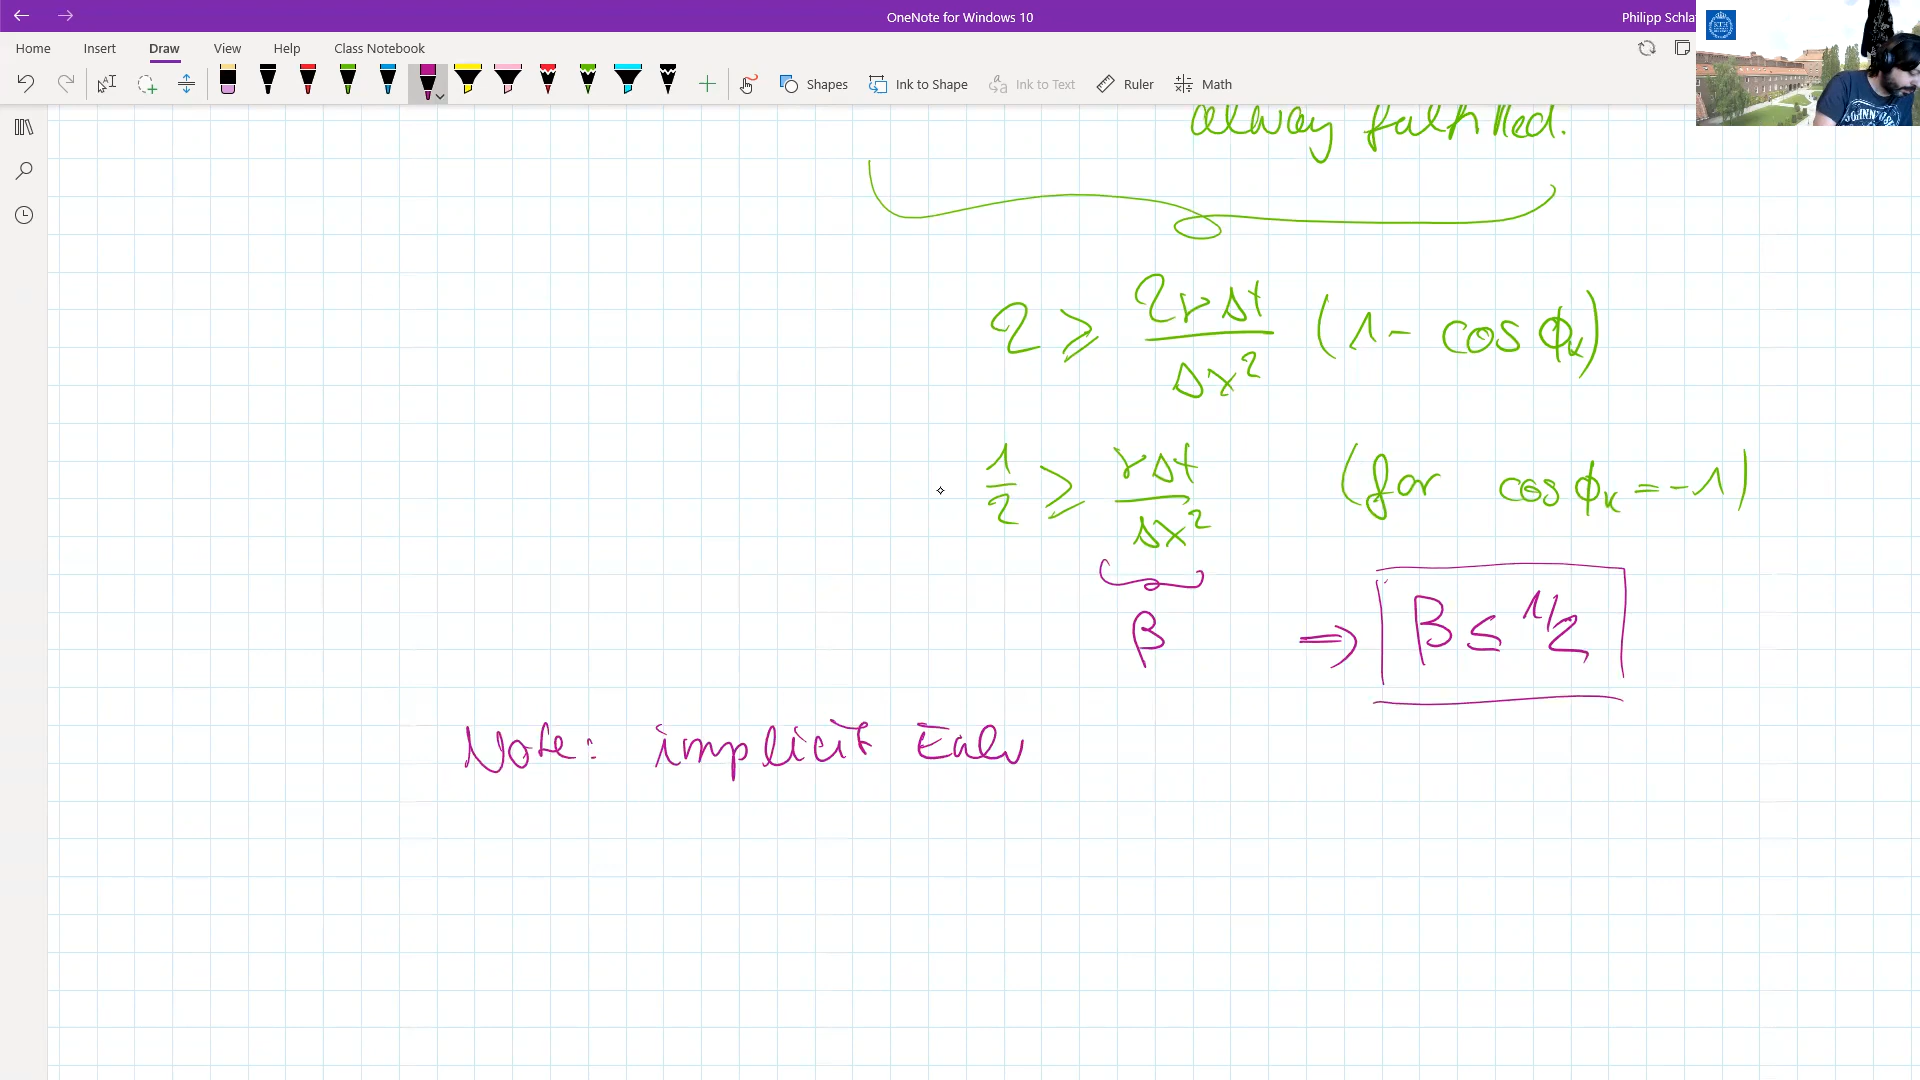 OneNote for Windows 10
Philipp Schla
Home Insert Draw View Help Class Notebook
Shapes Ink to Shape Ink to Text Ruler Math
alway fulfilled.
2 ≥ 2νΔt/Δx² (1 - cos ϕₖ)
1/2 ≥ νΔt/Δx² (for cos ϕₖ = -1)
β ⇒ β ≤ 1/2
Note: implicit Eule